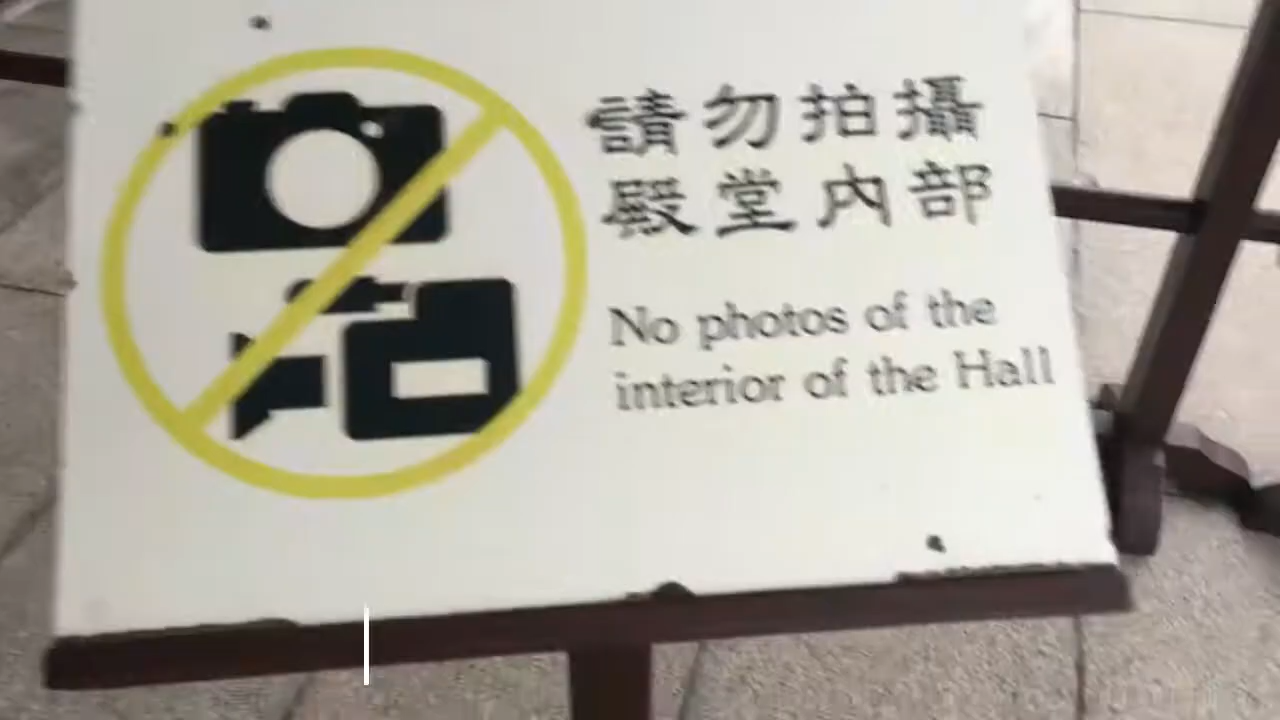 請勿拍攝
殿堂內部
No photos of the
interior of the Hall